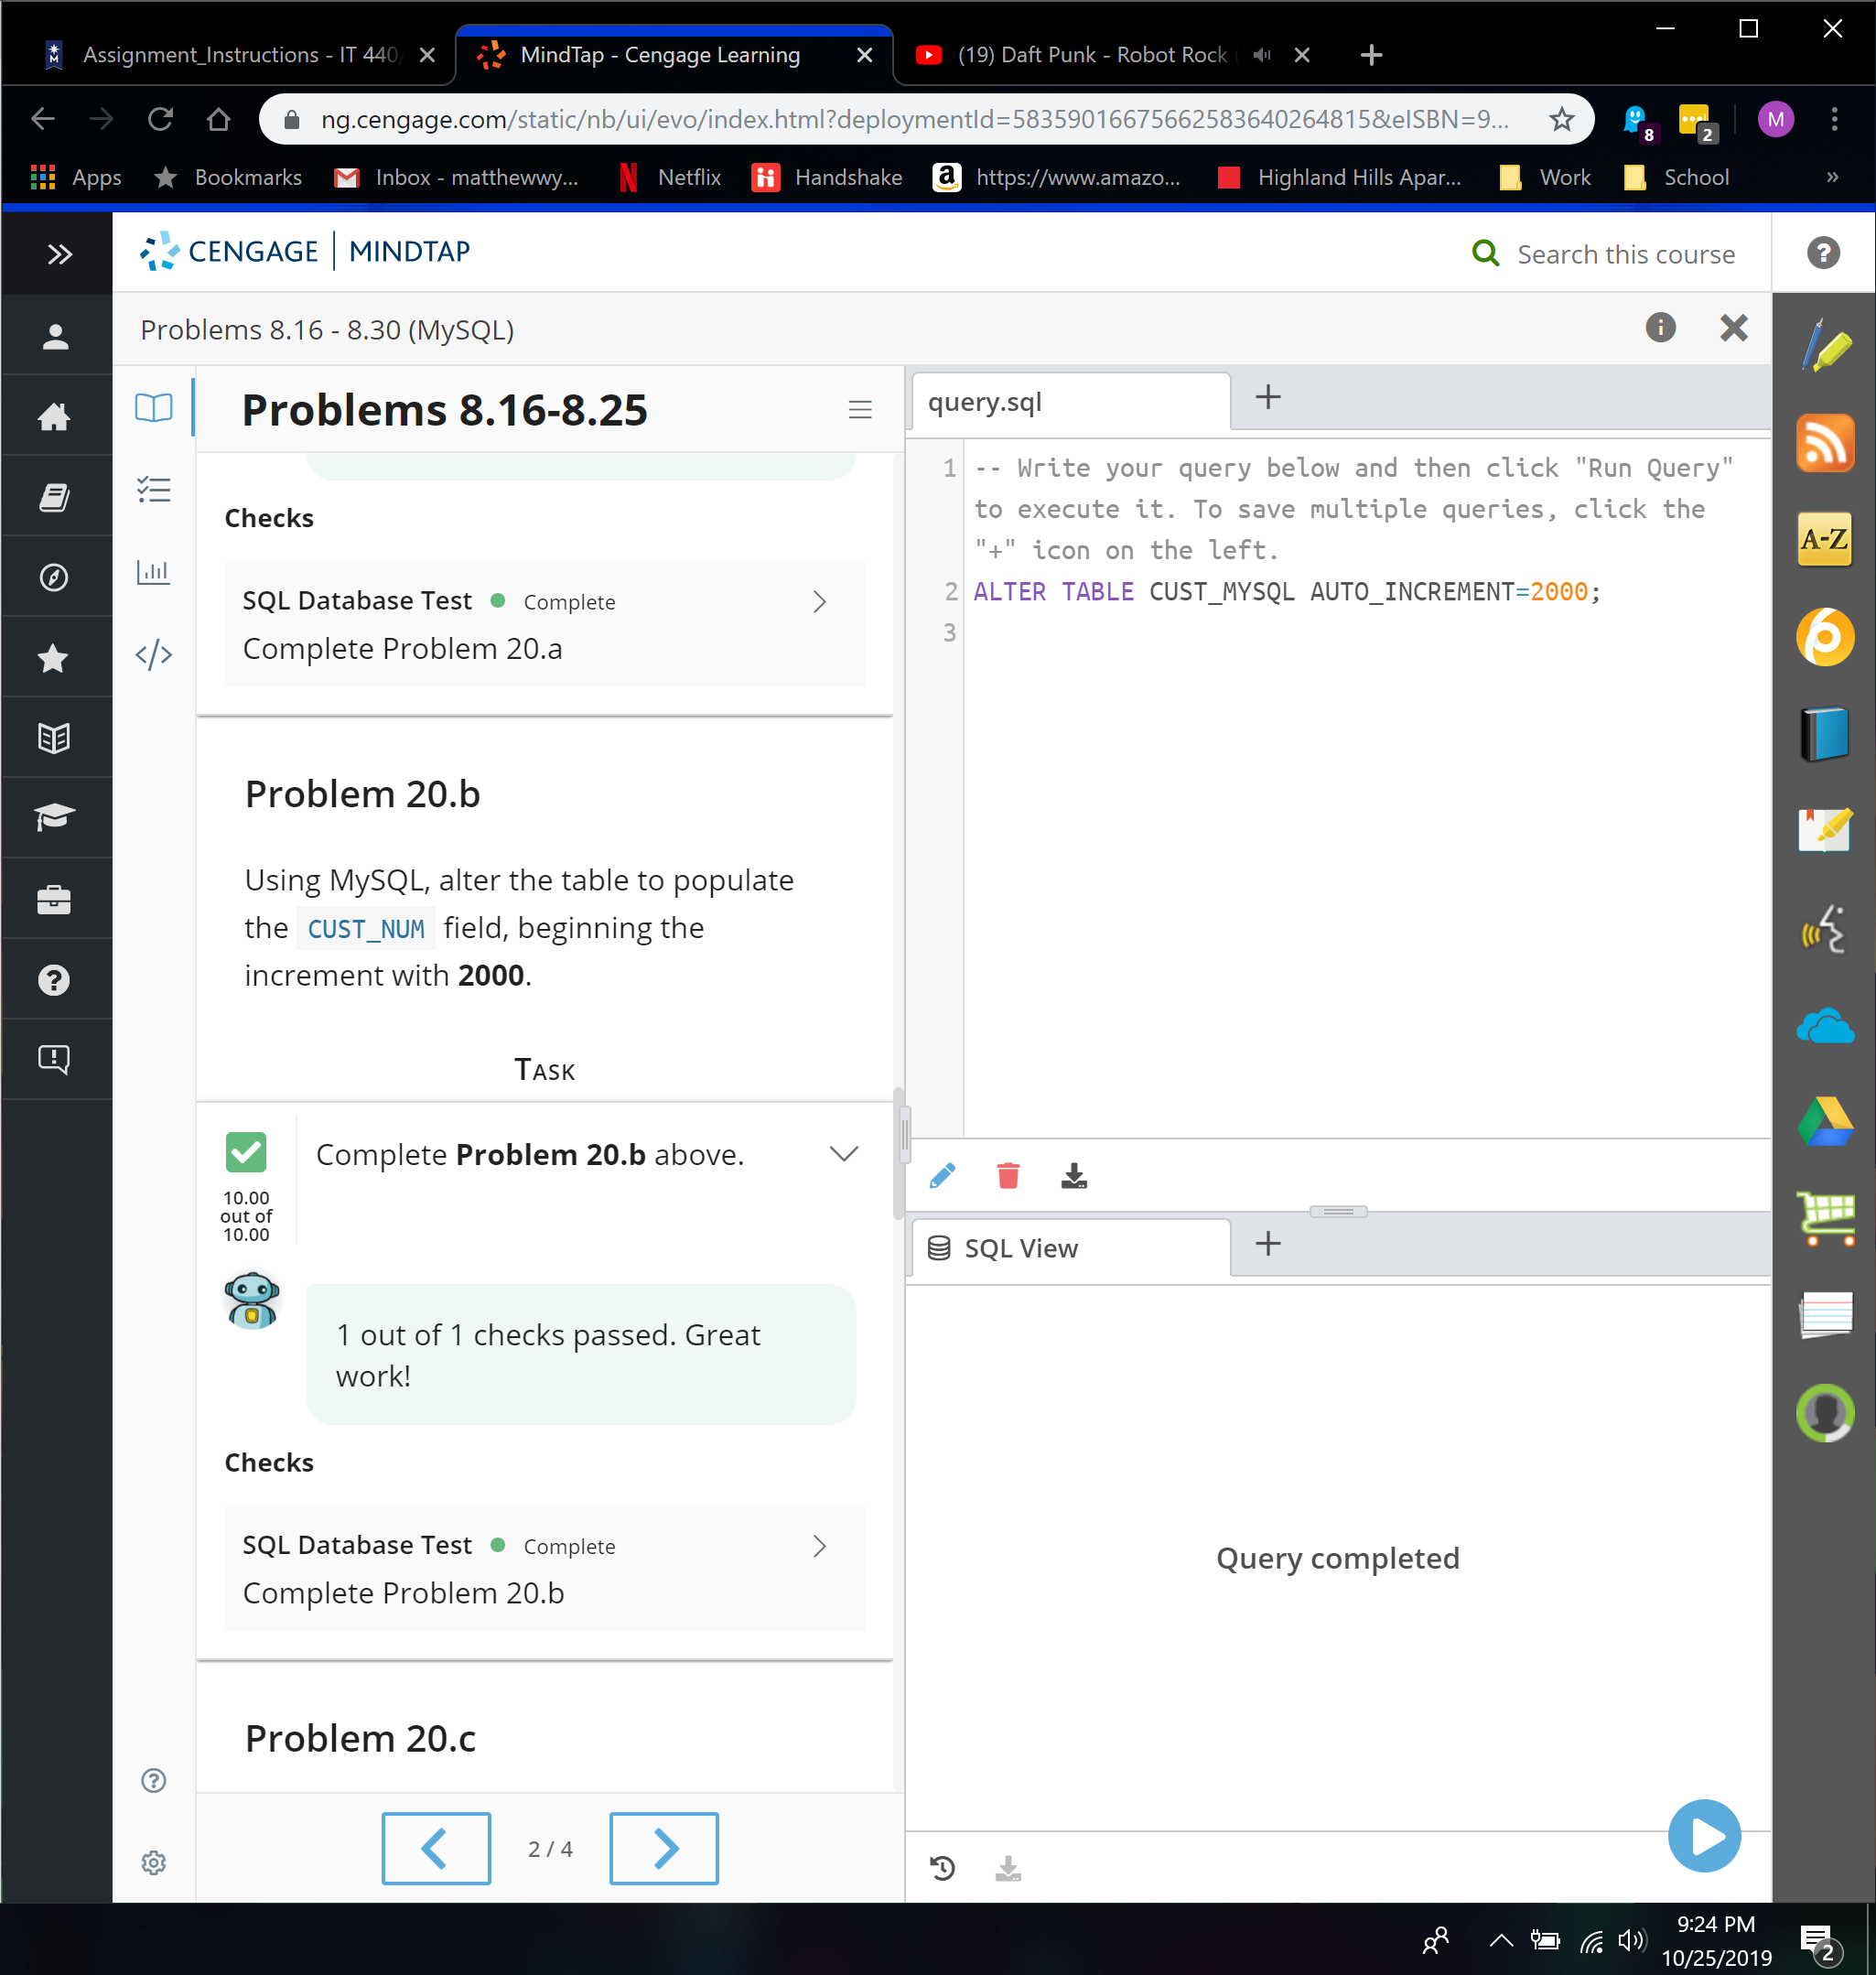 Assignment_Instructions - IT 440
MindTap - Cengage Learning
(19) Daft Punk - Robot Rock
ng.cengage.com/static/nb/ui/evo/index.html?deploymentId=5835901667566258364026 4815&eISBN=9...
8
2
M
Apps
Bookmarks
Inbox - matthewwy...
Netflix
Handshake
https://www.amazo...
Highland Hills Apar...
Work
School
»
CENGAGE | MINDTAP
Search this course
Problems 8.16 - 8.30 (MySQL)
Problems 8.16-8.25
Checks
SQL Database Test
Complete
Complete Problem 20.a
Problem 20.b
Using MySQL, alter the table to populate
the CUST_NUM field, beginning the
increment with 2000.
TASK
Complete Problem 20.b above.
10.00
out of
10.00
1 out of 1 checks passed. Great
work!
Checks
SQL Database Test
Complete
Complete Problem 20.b
Problem 20.c
2 / 4
query.sql
1 -- Write your query below and then click "Run Query"
to execute it. To save multiple queries, click the
"+" icon on the left.
2 ALTER TABLE CUST_MYSQL AUTO_INCREMENT=2000;
3
SQL View
Query completed
A-Z
9:24 PM
10/25/2019
2